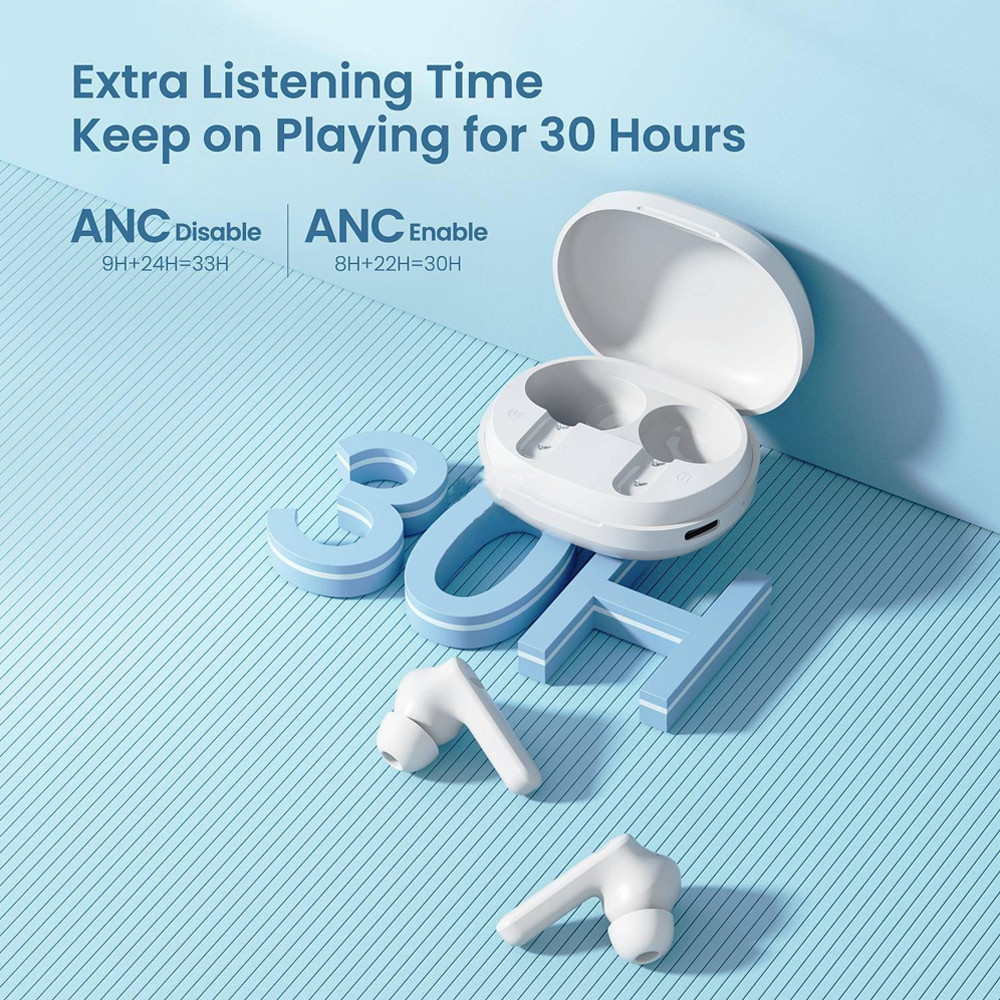 Extra Listening Time
Keep on Playing for 30 Hours
ANC Disable
9H+24H=33H
ANC Enable
8H+22H=30H
30H